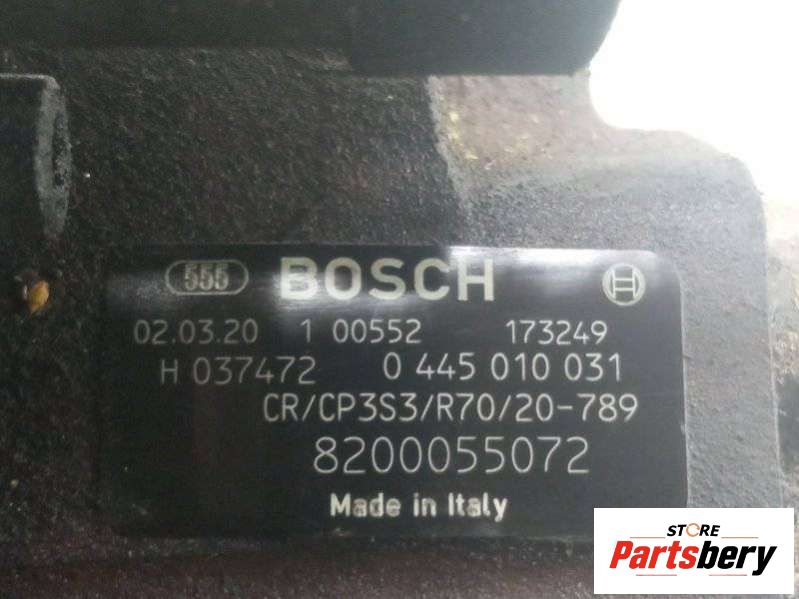 555 BOSCH
02.03.20 1 00552 173249
H 037472 0 445 010 031
CR/CP3S3/R70/20-789
8200055072
Made in Italy
STORE
Partsbery